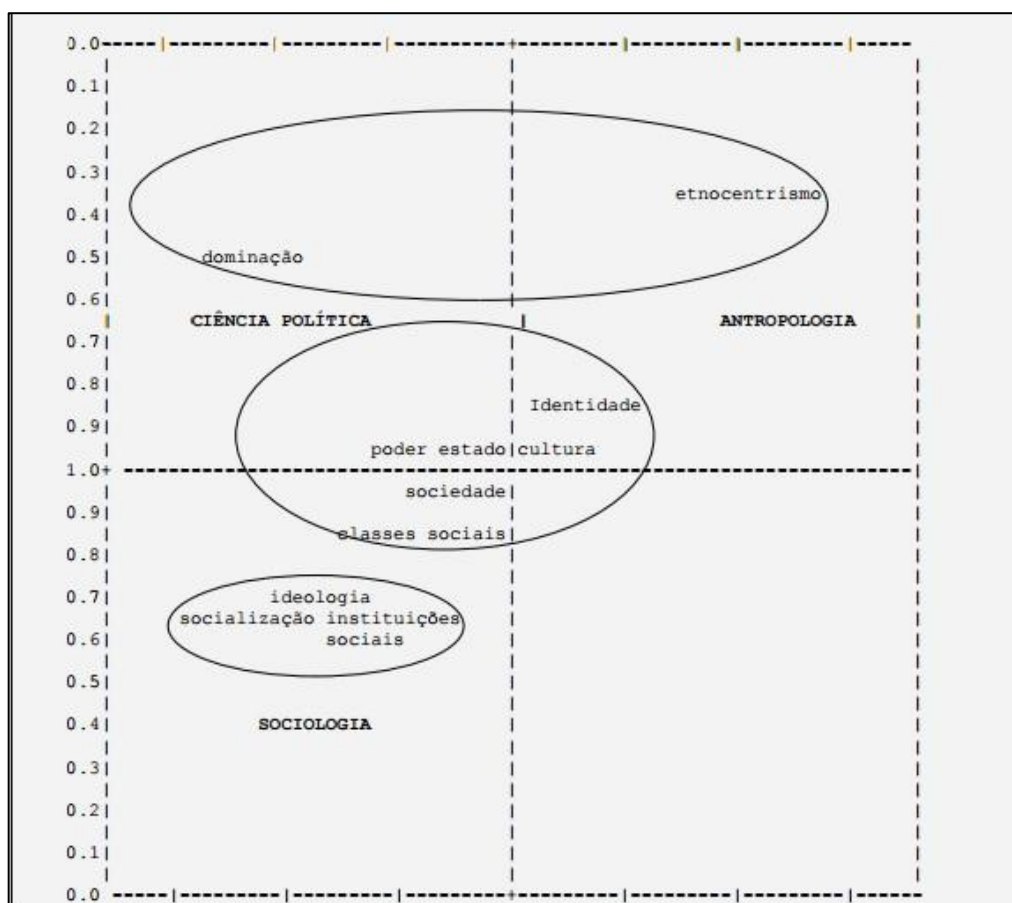 0.0
0.1
0.2
0.3
etnocentrismo
0.4
0.5
dominação
0.6
CIÊNCIA POLÍTICA ANTROPOLOGIA
0.7
0.8
Identidade
0.9
poder estado cultura
1.0
sociedade
0.9
classes sociais
0.8
0.7
ideologia
socialização instituições
0.6
sociais
0.5
0.4
SOCIOLOGIA
0.3
0.2
0.1
0.0